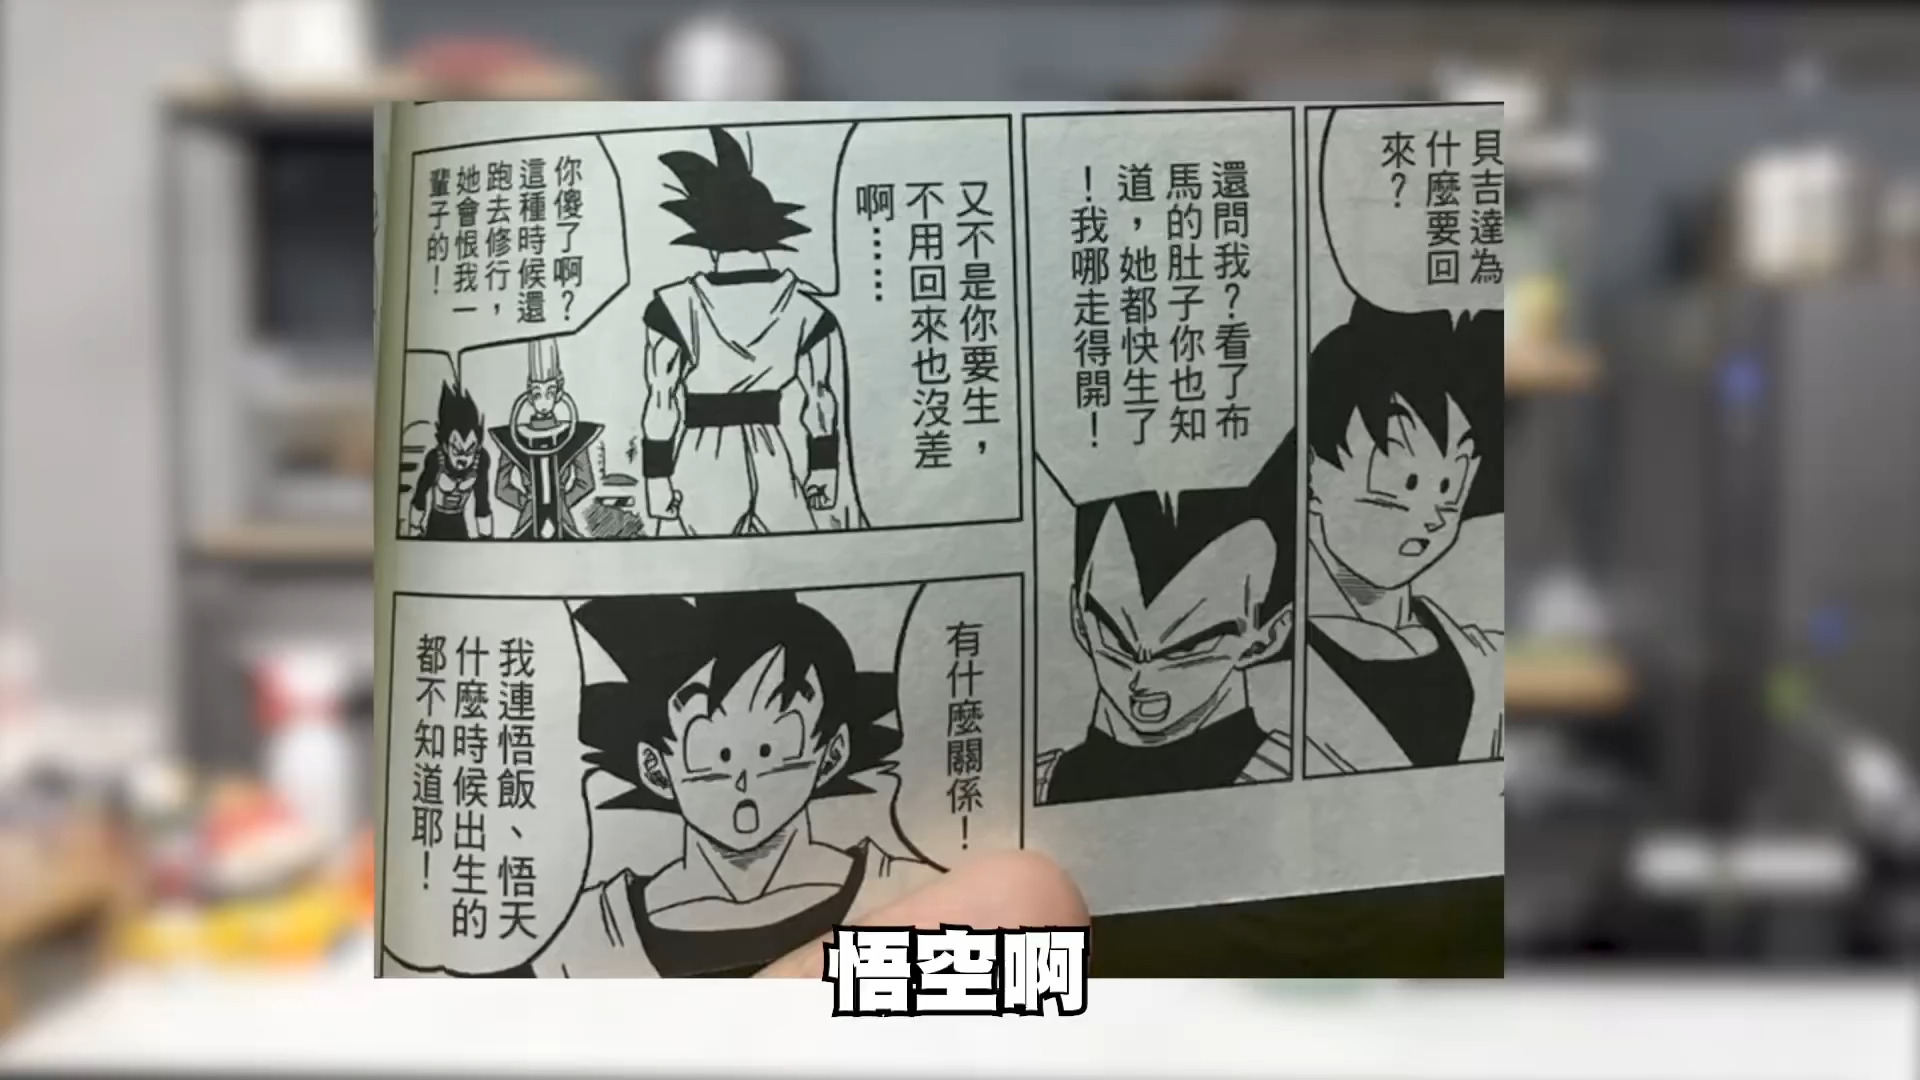 貝吉達為
什麼要回
來？
還問我？看了布
馬的肚子你也知
道，她都快生了
！我哪走得開！
又不是你要生，
不用回來也沒差
啊……
你傻了啊？
這種時候還
跑去修行，
她會恨我一
輩子的！
有什麼關係！
我連悟飯、悟天
什麼時候出生的
都不知道耶！
悟空啊